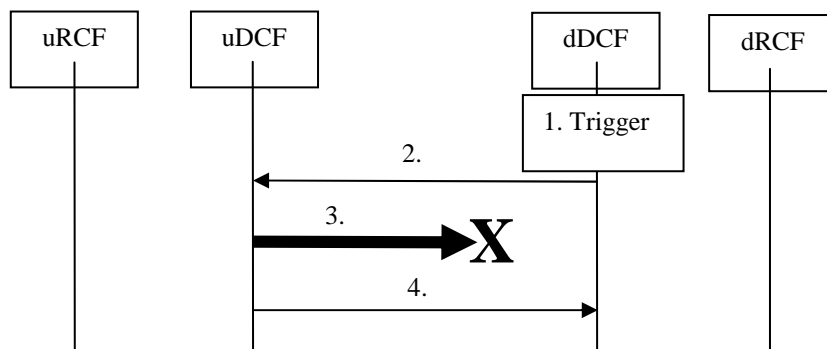 uRCF
uDCF
dDCF
dRCF
1. Trigger
2.
3.
X
4.